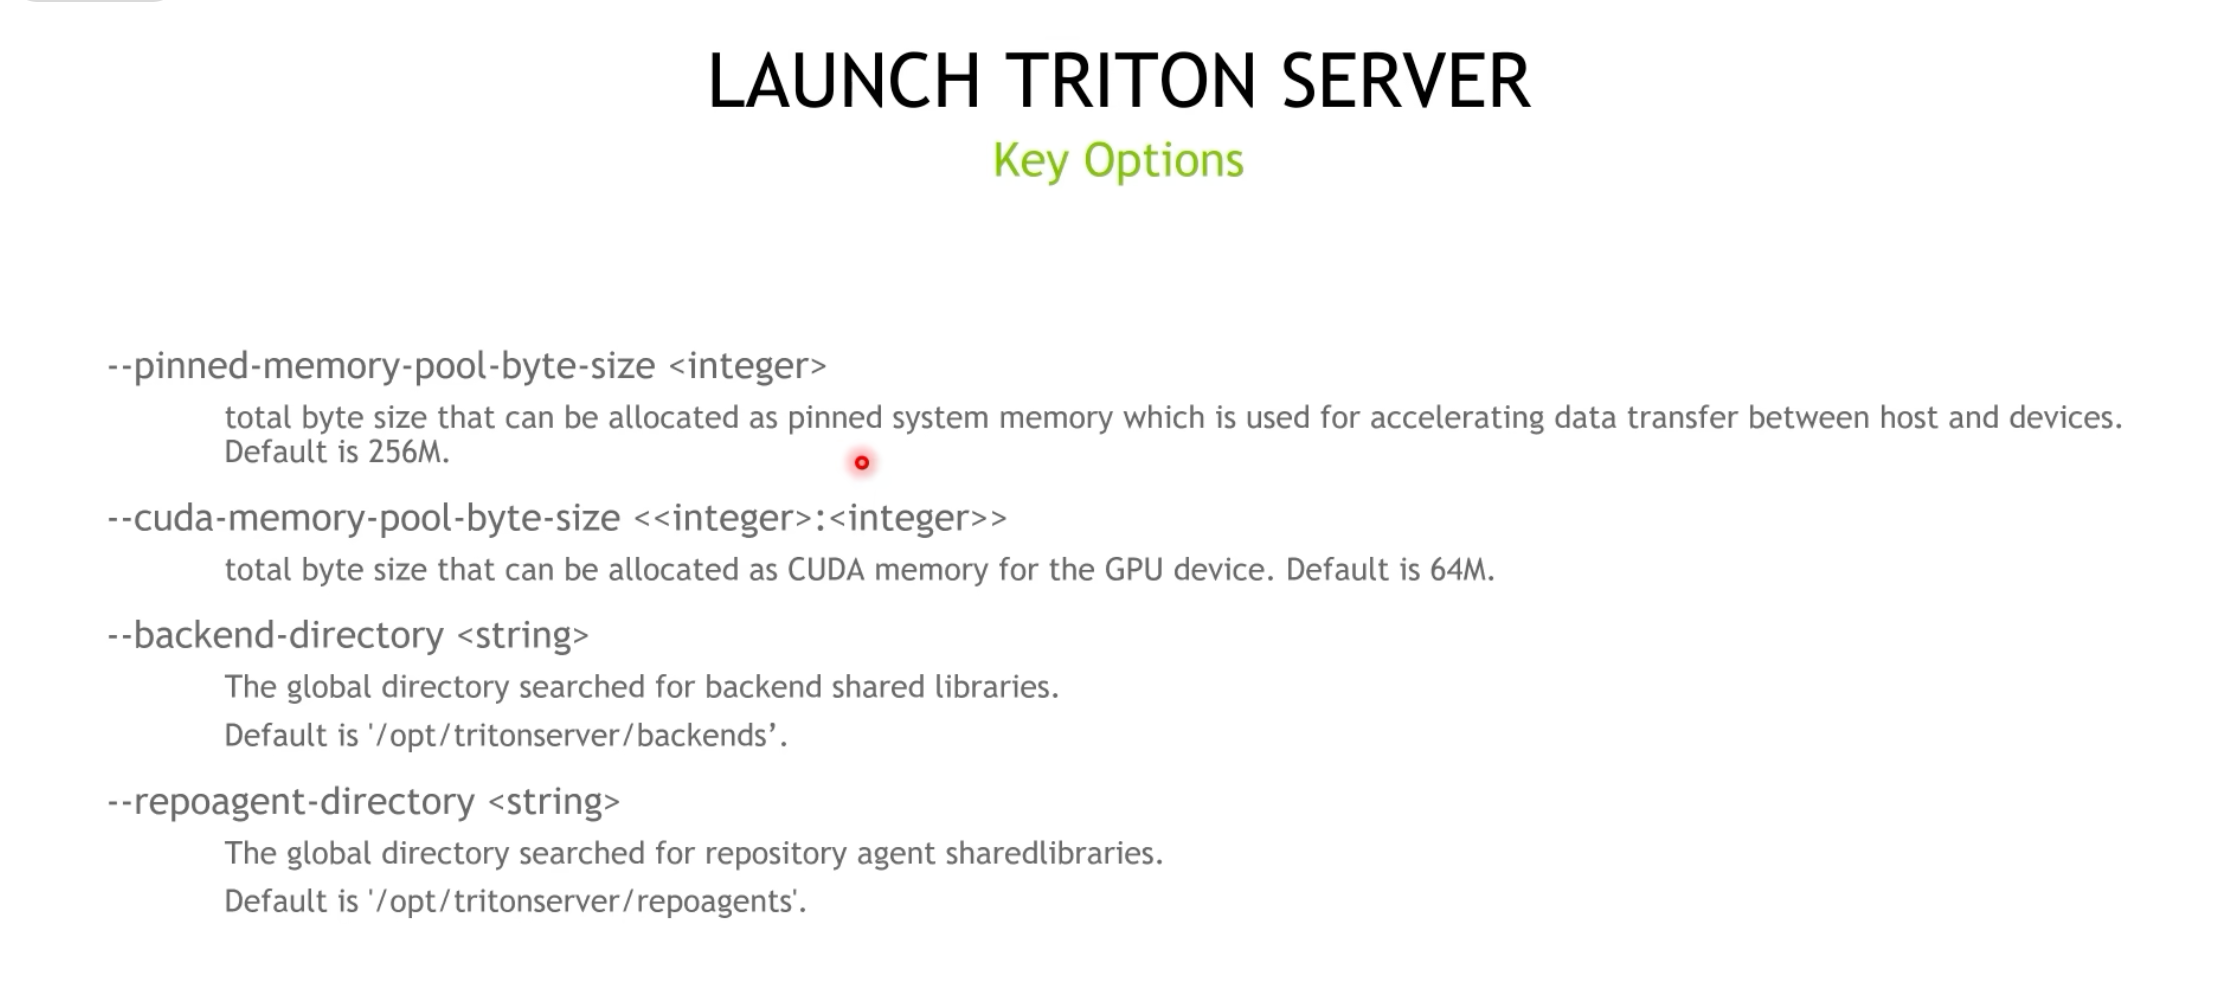 LAUNCH TRITON SERVER
Key Options
--pinned-memory-pool-byte-size <integer>
total byte size that can be allocated as pinned system memory which is used for accelerating data transfer between host and devices.
Default is 256M.
--cuda-memory-pool-byte-size <<integer>:<integer>>
total byte size that can be allocated as CUDA memory for the GPU device. Default is 64M.
--backend-directory <string>
The global directory searched for backend shared libraries.
Default is '/opt/tritonserver/backends’.
--repoagent-directory <string>
The global directory searched for repository agent sharedlibraries.
Default is '/opt/tritonserver/repoagents'.